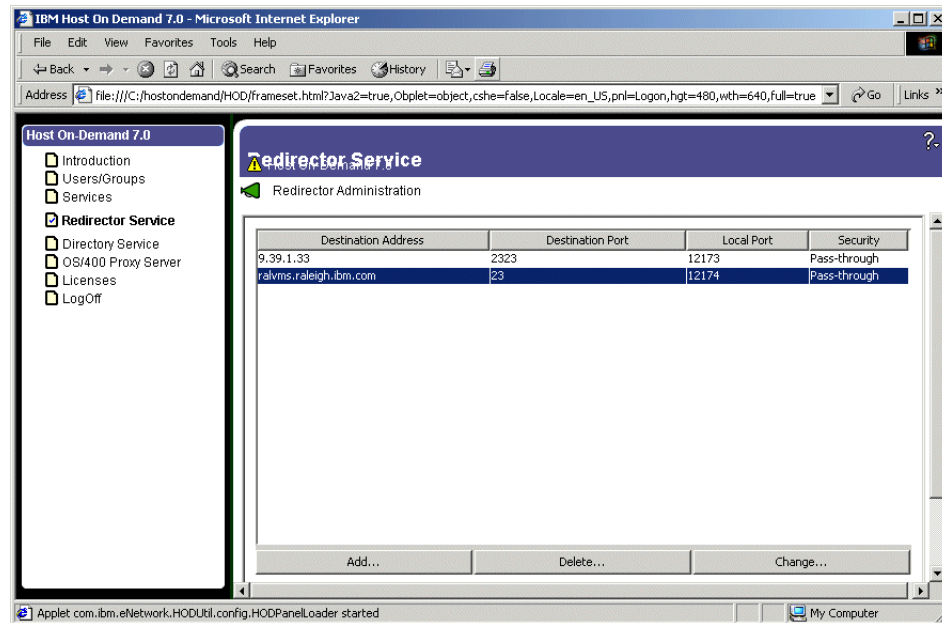 IBM Host On Demand 7.0 - Microsoft Internet Explorer
File Edit View Favorites Tools Help
Back Search Favorites History
Address file:///C:/hostondemand/HOD/frameset.html?Java2=true,Obplet=object,cshe=false,Locale=en_US,pnl=Logon,hgt=480,wth=640,full=true Go Links »
Host On-Demand 7.0
Introduction
Users/Groups
Services
Redirector Service
Directory Service
OS/400 Proxy Server
Licenses
LogOff
?
Redirector Service
Host On-Demand 7.0
Redirector Administration
Destination Address Destination Port Local Port Security
9.39.1.33 2323 12173 Pass-through
ralvms.raleigh.ibm.com 23 12174 Pass-through
Add... Delete... Change...
Applet com.ibm.eNetwork.HODUtil.config.HODPanelLoader started My Computer